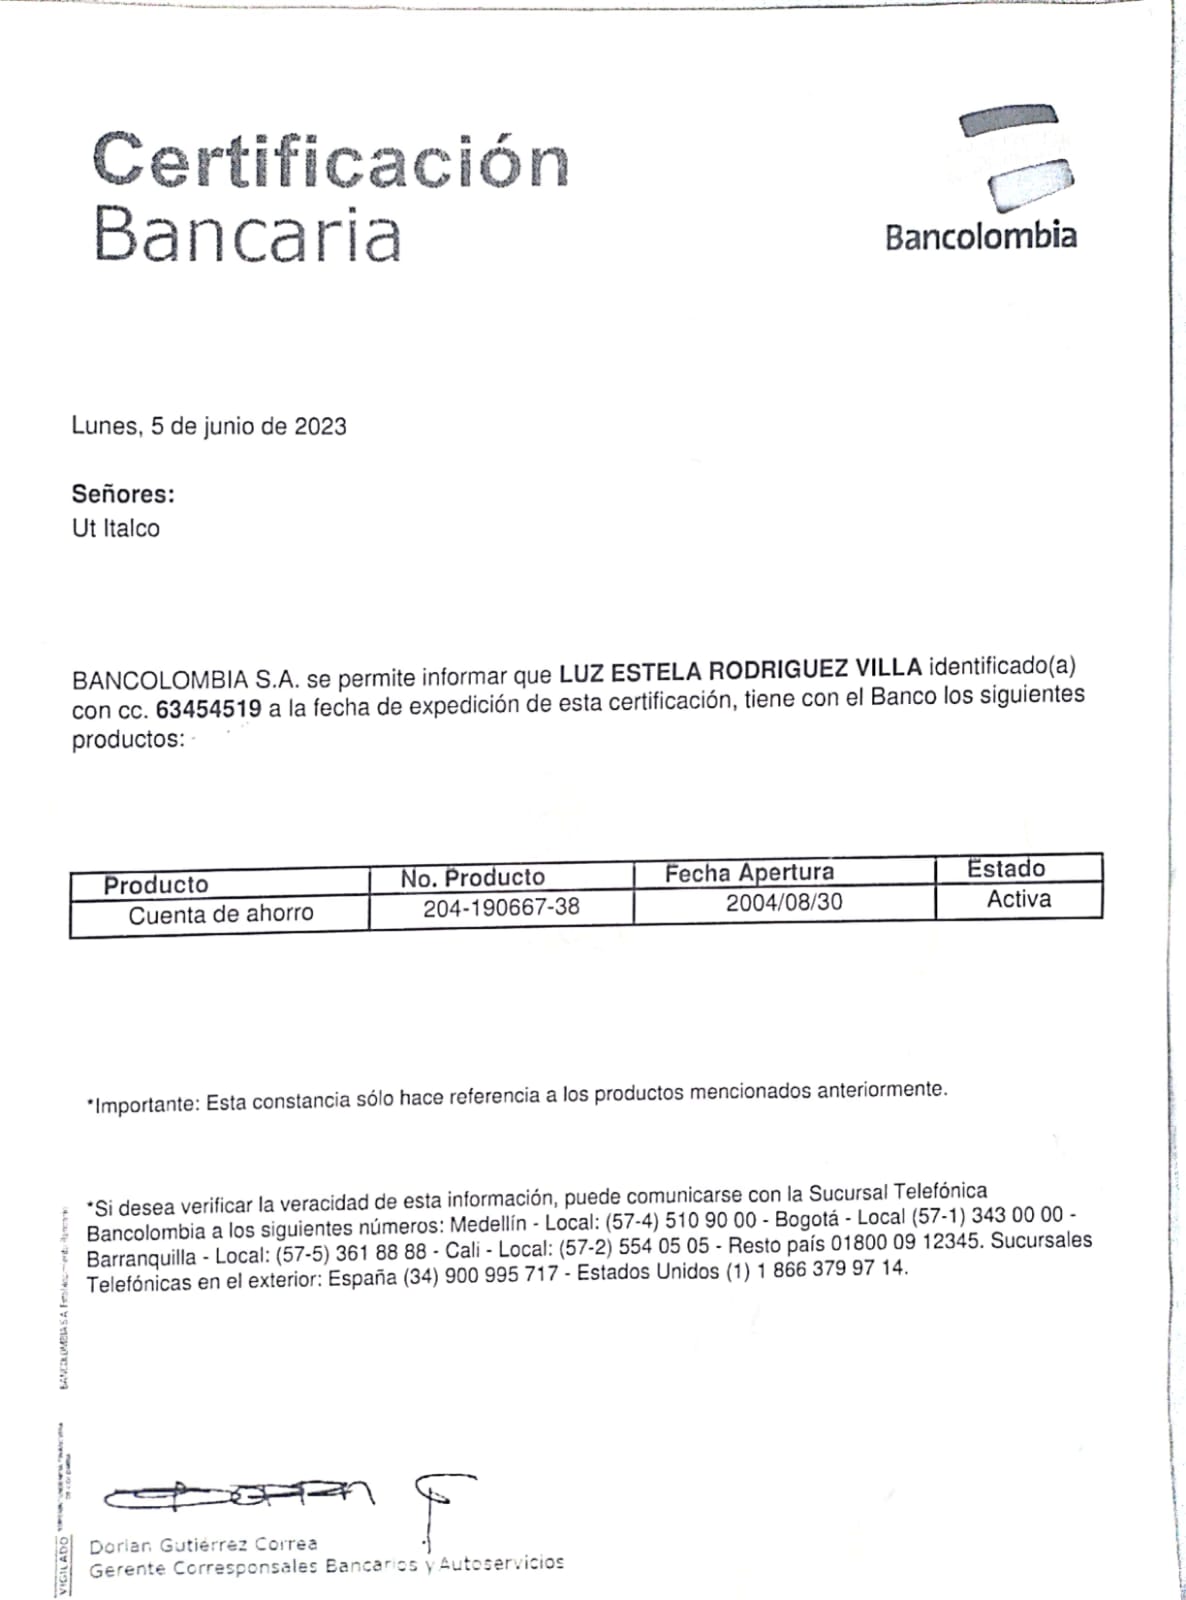 Certificación
Bancaria
Bancolombia
Lunes, 5 de junio de 2023
Señores:
Ut Italco
BANCOLOMBIA S.A. se permite informar que LUZ ESTELA RODRIGUEZ VILLA identificado(a)
con cc. 63454519 a la fecha de expedición de esta certificación, tiene con el Banco los siguientes
productos:
Producto No. Producto Fecha Apertura Estado
Cuenta de ahorro 204-190667-38 2004/08/30 Activa
*Importante: Esta constancia sólo hace referencia a los productos mencionados anteriormente.
*Si desea verificar la veracidad de esta información, puede comunicarse con la Sucursal Telefónica
Bancolombia a los siguientes números: Medellín - Local: (57-4) 510 90 00 - Bogotá - Local (57-1) 343 00 00 -
Barranquilla - Local: (57-5) 361 88 88 - Cali - Local: (57-2) 554 05 05 - Resto país 01800 09 12345. Sucursales
Telefónicas en el exterior: España (34) 900 995 717 - Estados Unidos (1) 1 866 379 97 14.
Dorian Gutiérrez Correa
Gerente Corresponsales Bancarios y Autoservicios
VIGILADO
BANCOLOMBIA S.A